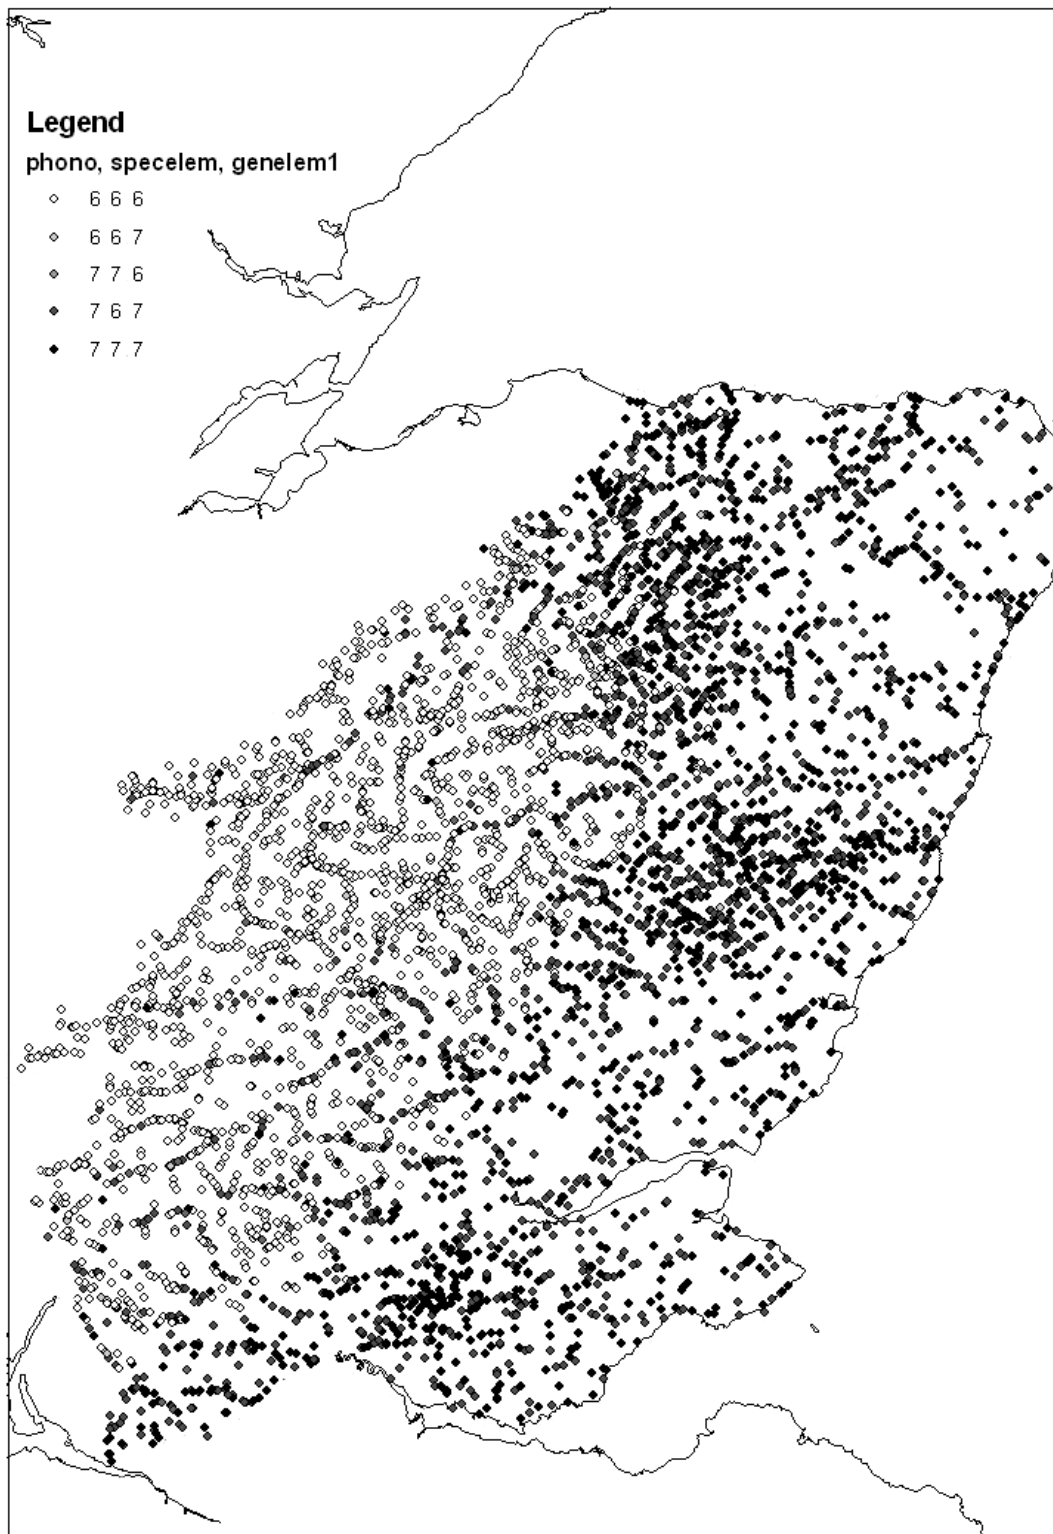 Legend
phono, specelem, genelem1
6 6 6
6 6 7
7 7 6
7 6 7
7 7 7